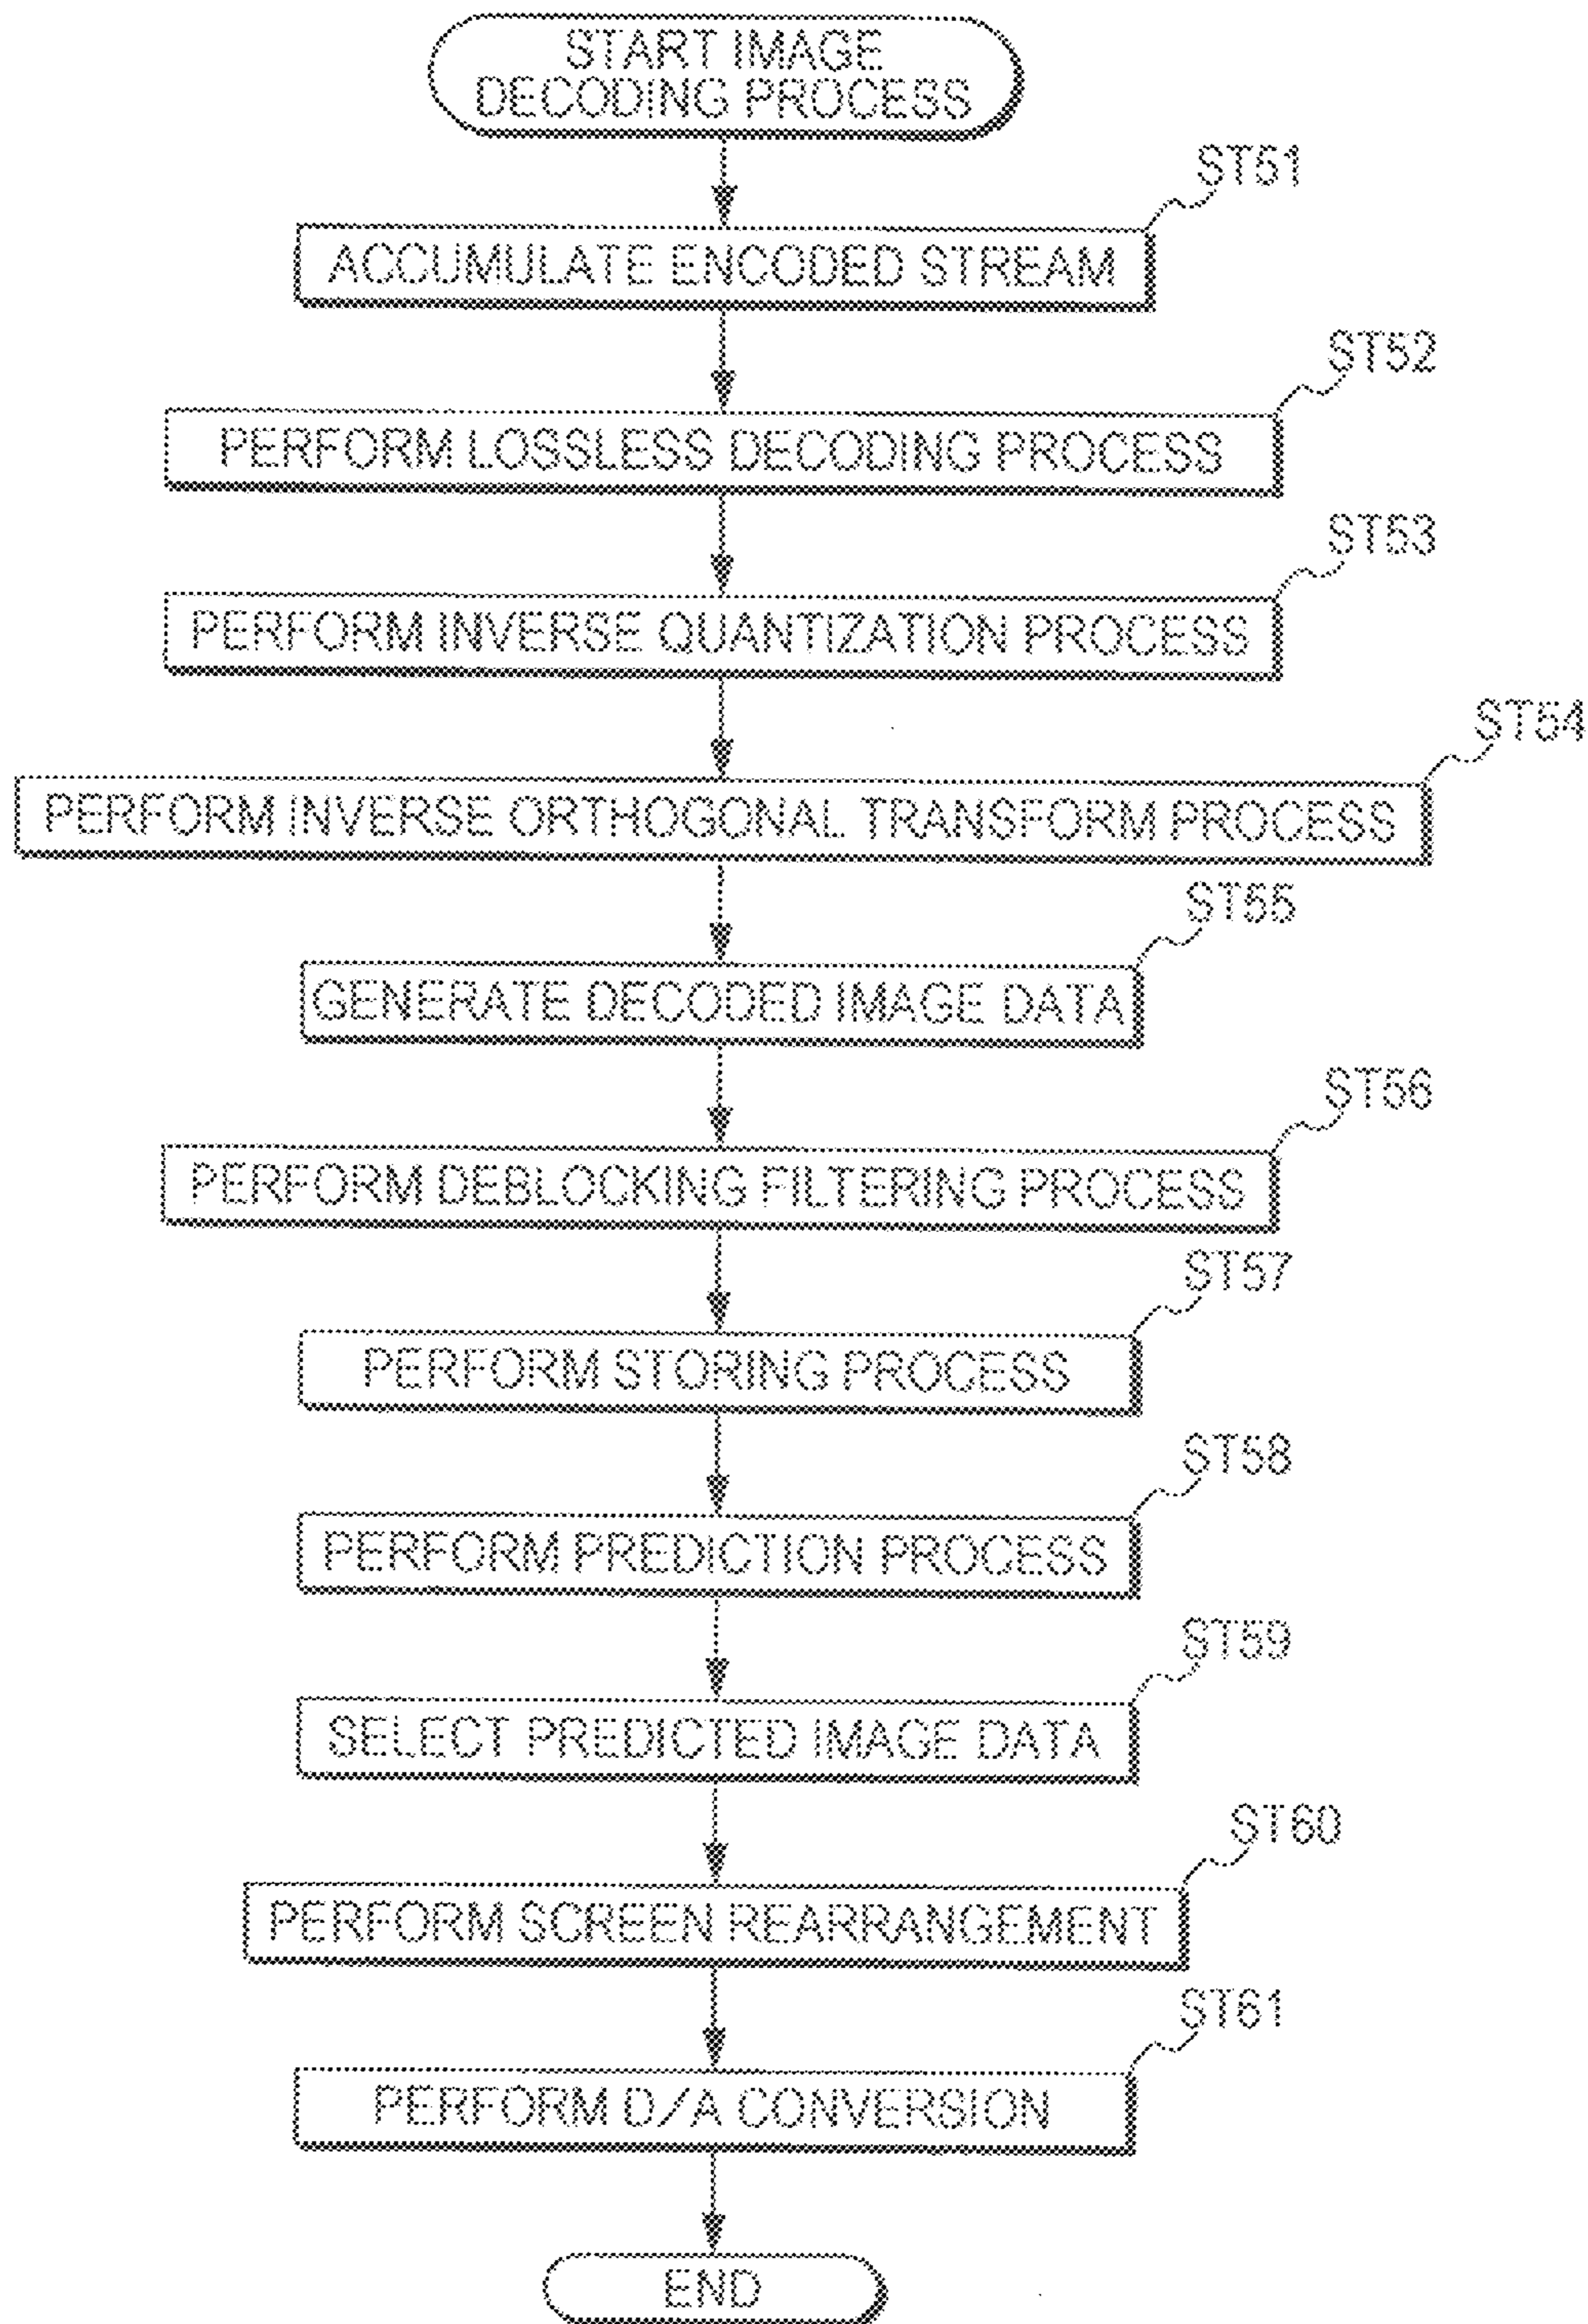 START IMAGE
DECODING PROCESS
ST51
ACCUMULATE ENCODED STREAM
ST52
PERFORM LOSSLESS DECODING PROCESS
ST53
PERFORM INVERSE QUANTIZATION PROCESS
ST54
PERFORM INVERSE ORTHOGONAL TRANSFORM PROCESS
ST55
GENERATE DECODED IMAGE DATA
ST56
PERFORM DEBLOCKING FILTERING PROCESS
ST57
PERFORM STORING PROCESS
ST58
PERFORM PREDICTION PROCESS
ST59
SELECT PREDICTED IMAGE DATA
ST60
PERFORM SCREEN REARRANGEMENT
ST61
PERFORM D/A CONVERSION
END